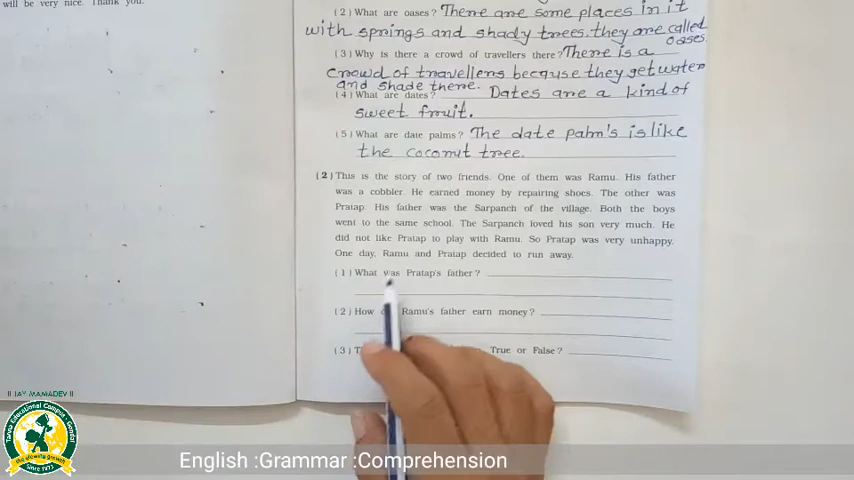 will be very nice. Thank you.
(2) What are oases? There are some places in it
with springs and shady trees. they are called
oases.
(3) Why is there a crowd of travellers there? There is a
crowd of travellers because they get water
and shade there.
(4) What are dates? Dates are a kind of
sweet fruit.
(5) What are date palms? The date palm's is like
the coconut tree.
(2) This is the story of two friends. One of them was Ramu. His father
was a cobbler. He earned money by repairing shoes. The other was
Pratap. His father was the Sarpanch of the village. Both the boys
went to the same school. The Sarpanch loved his son very much. He
did not like Pratap to play with Ramu. So Pratap was very unhappy.
One day, Ramu and Pratap decided to run away.
(1) What was Pratap's father?
(2) How Ramu's father earn money?
(3) True or False?
|| JAY MAMADEV ||
Since 1973
English :Grammar :Comprehension